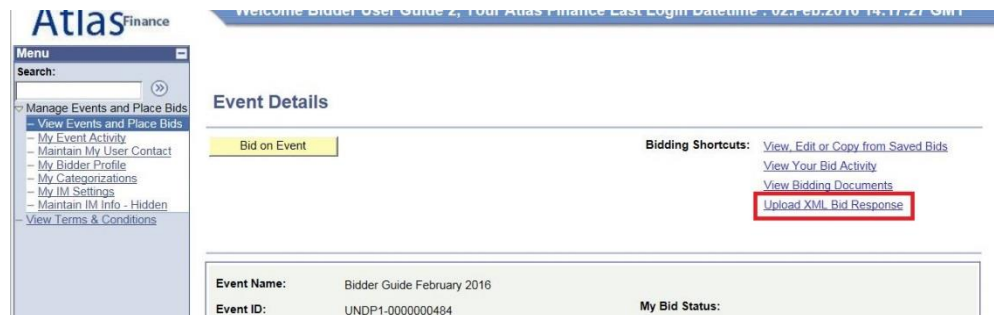 Atlas Finance
Welcome Bidder User Guide 2, Your Atlas Finance Last Login Datetime : 02.Feb.2016 14:17:27 GMT
Menu
Search:
Manage Events and Place Bids
– View Events and Place Bids
– My Event Activity
– Maintain My User Contact
– My Bidder Profile
– My Categorizations
– My IM Settings
– Maintain IM Info - Hidden
– View Terms & Conditions
Event Details
Bid on Event
Bidding Shortcuts: View, Edit or Copy from Saved Bids
View Your Bid Activity
View Bidding Documents
Upload XML Bid Response
Event Name: Bidder Guide February 2016
Event ID: UNDP1-0000000484 My Bid Status: